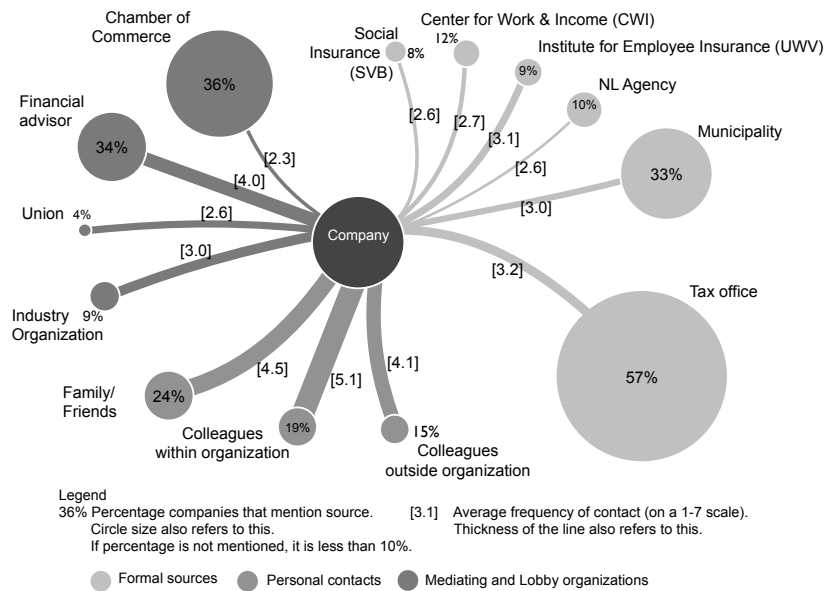 Chamber of
Commerce
36%
Social
Insurance
(SVB)
8%
Center for Work & Income (CWI)
12%
Institute for Employee Insurance (UWV)
9%
NL Agency
10%
Municipality
33%
Financial
advisor
34%
[2.3]
[4.0]
[2.6]
[2.7]
[3.1]
[2.6]
[3.0]
Union 4%
[2.6]
[3.0]
Company
[3.2]
Industry
Organization
9%
Tax office
57%
Family/
Friends
24%
[4.5]
[5.1]
[4.1]
Colleagues
within organization
19%
15%
Colleagues
outside organization
Legend
36% Percentage companies that mention source.
Circle size also refers to this.
If percentage is not mentioned, it is less than 10%.
[3.1] Average frequency of contact (on a 1-7 scale).
Thickness of the line also refers to this.
Formal sources
Personal contacts
Mediating and Lobby organizations